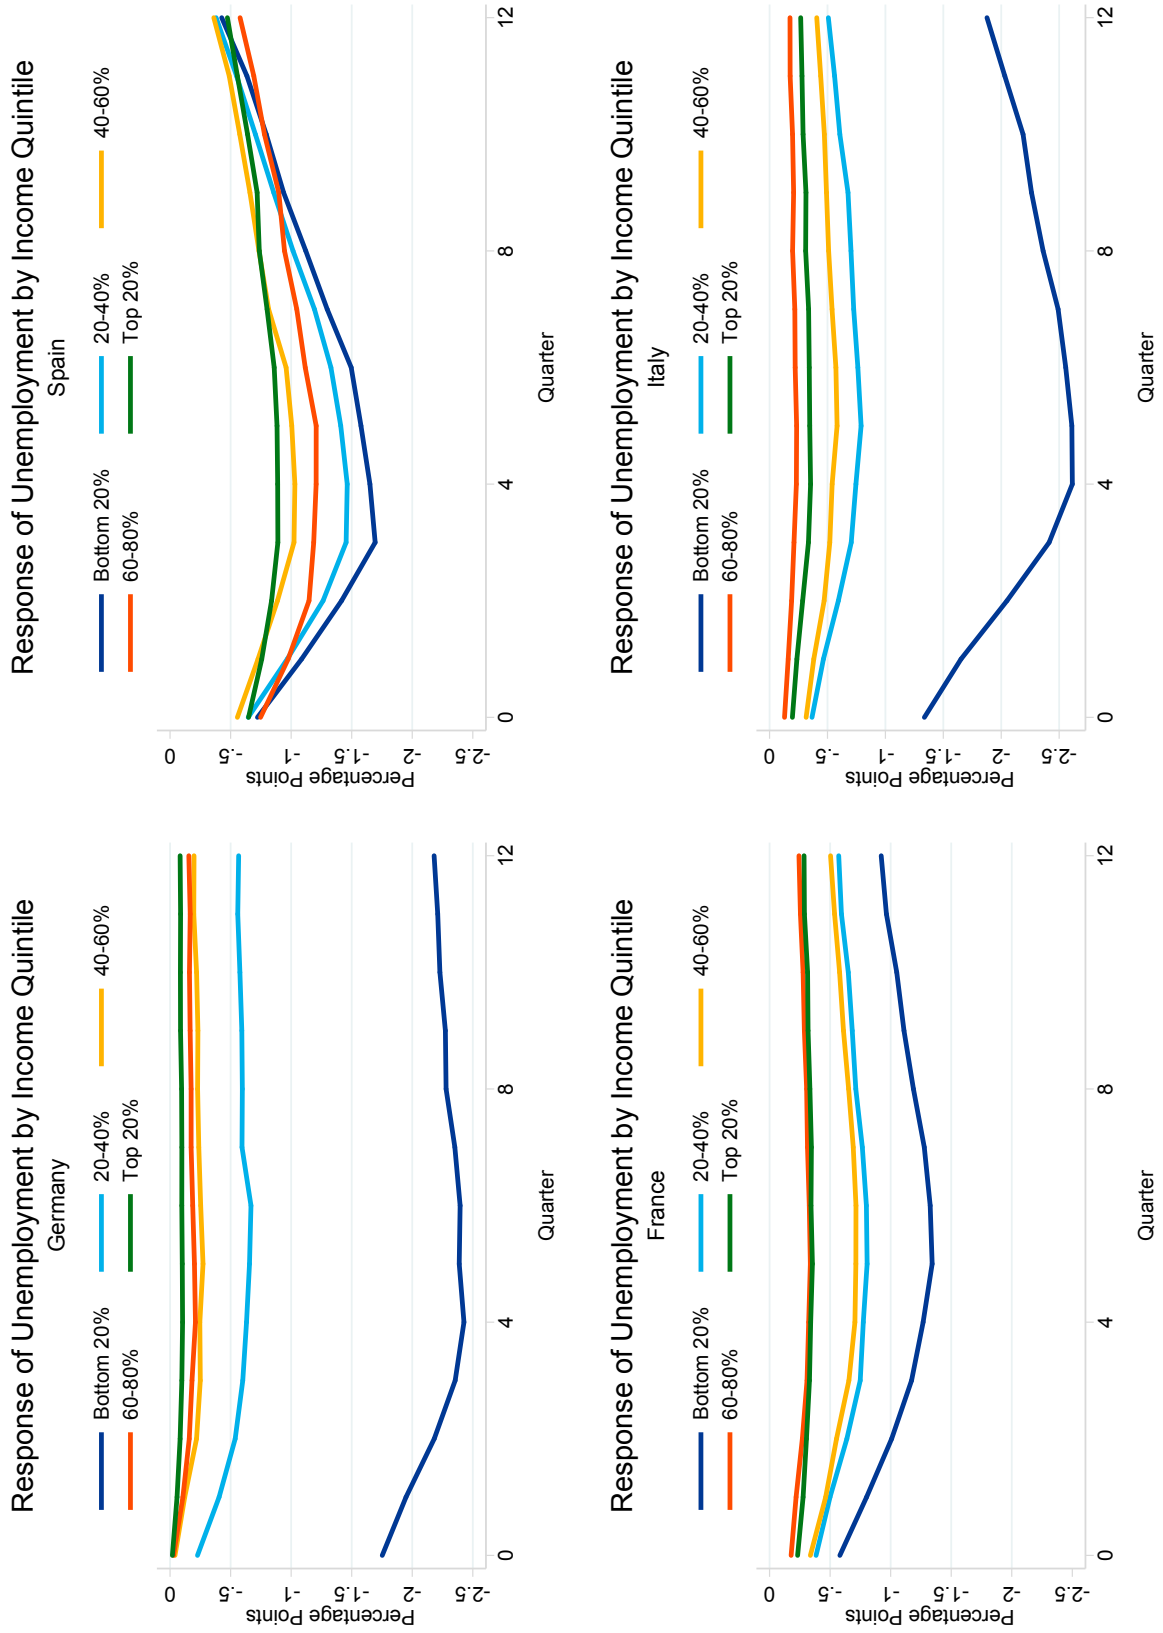 Response of Unemployment by Income Quintile
Germany
Bottom 20% 20-40% 40-60%
60-80% Top 20%
Percentage Points
0
-.5
-1
-1.5
-2
-2.5
0 4 8 12
Quarter
Response of Unemployment by Income Quintile
Spain
Bottom 20% 20-40% 40-60%
60-80% Top 20%
Percentage Points
0
-.5
-1
-1.5
-2
-2.5
0 4 8 12
Quarter
Response of Unemployment by Income Quintile
France
Bottom 20% 20-40% 40-60%
60-80% Top 20%
Percentage Points
0
-.5
-1
-1.5
-2
-2.5
0 4 8 12
Quarter
Response of Unemployment by Income Quintile
Italy
Bottom 20% 20-40% 40-60%
60-80% Top 20%
Percentage Points
0
-.5
-1
-1.5
-2
-2.5
0 4 8 12
Quarter